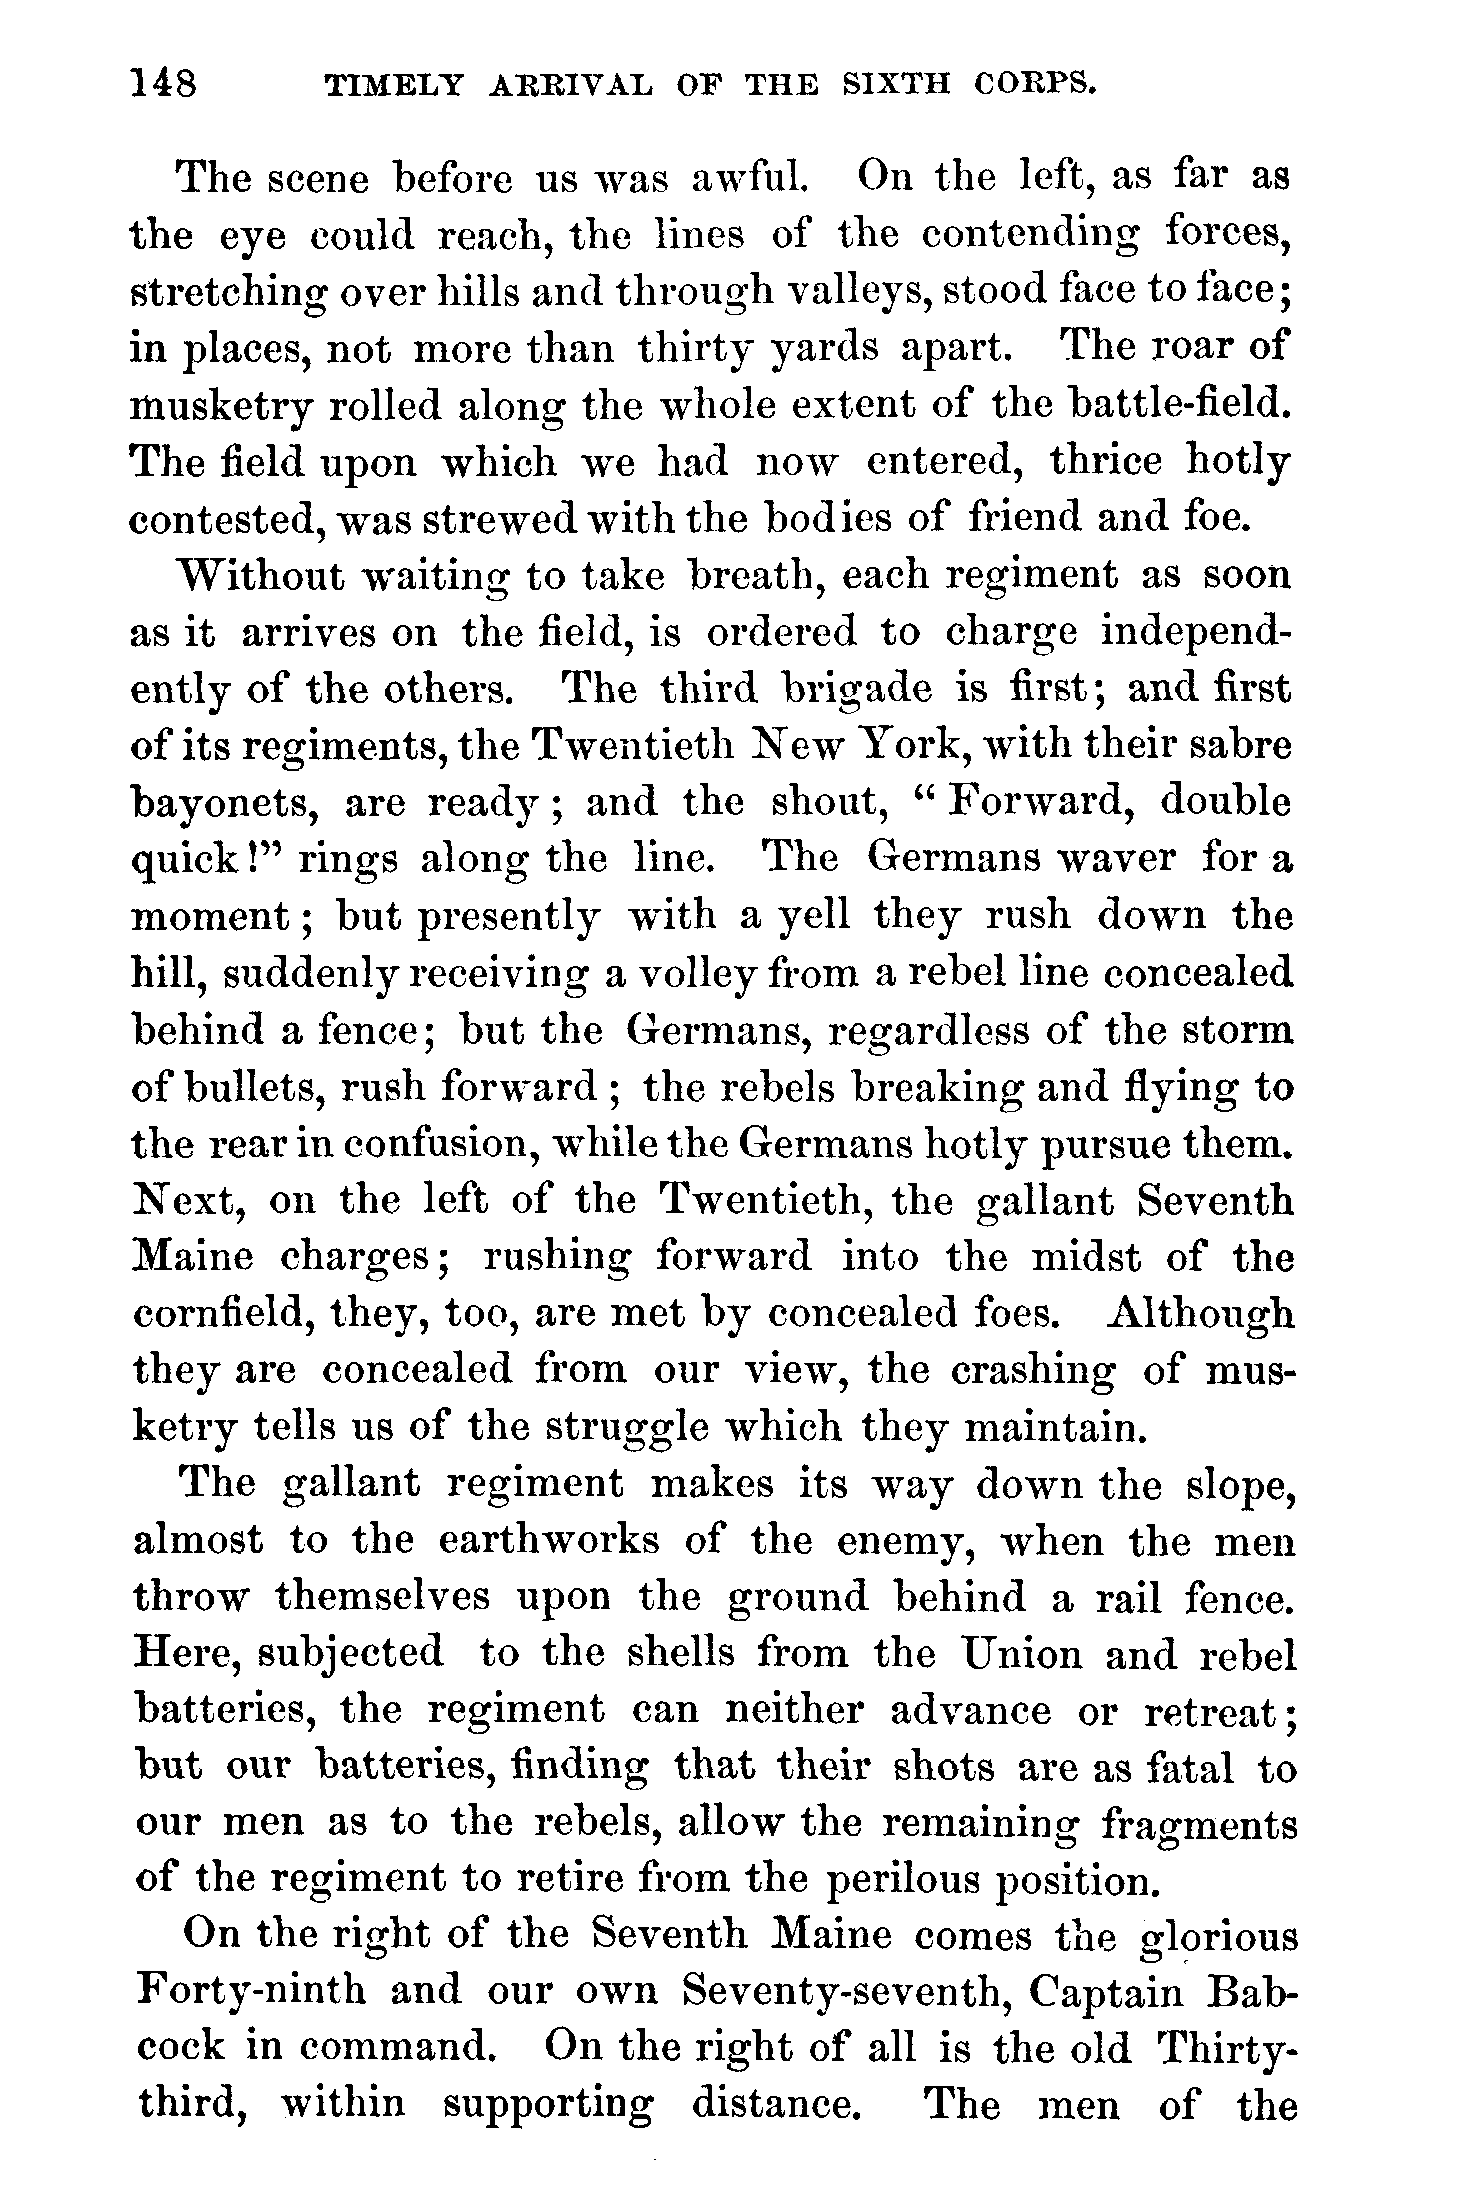 148 TIMELY ARRIVAL OF THE SIXTH CORPS.
The scene before us was awful. On the left, as far as
the eye could reach, the lines of the contending forces,
stretching over hills and through valleys, stood face to face;
in places, not more than thirty yards apart. The roar of
musketry rolled along the whole extent of the battle-field.
The field upon which we had now entered, thrice hotly
contested, was strewed with the bodies of friend and foe.
Without waiting to take breath, each regiment as soon
as it arrives on the field, is ordered to charge independ-
ently of the others. The third brigade is first; and first
of its regiments, the Twentieth New York, with their sabre
bayonets, are ready; and the shout, “Forward, double
quick!” rings along the line. The Germans waver for a
moment; but presently with a yell they rush down the
hill, suddenly receiving a volley from a rebel line concealed
behind a fence; but the Germans, regardless of the storm
of bullets, rush forward; the rebels breaking and flying to
the rear in confusion, while the Germans hotly pursue them.
Next, on the left of the Twentieth, the gallant Seventh
Maine charges; rushing forward into the midst of the
cornfield, they, too, are met by concealed foes. Although
they are concealed from our view, the crashing of mus-
ketry tells us of the struggle which they maintain.
The gallant regiment makes its way down the slope,
almost to the earthworks of the enemy, when the men
throw themselves upon the ground behind a rail fence.
Here, subjected to the shells from the Union and rebel
batteries, the regiment can neither advance or retreat;
but our batteries, finding that their shots are as fatal to
our men as to the rebels, allow the remaining fragments
of the regiment to retire from the perilous position.
On the right of the Seventh Maine comes the glorious
Forty-ninth and our own Seventy-seventh, Captain Bab-
cock in command. On the right of all is the old Thirty-
third, within supporting distance. The men of the